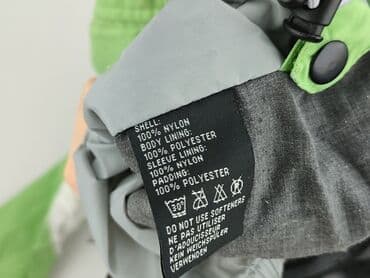 SHELL:
100% NYLON
BODY LINING:
100% POLYESTER
SLEEVE LINING:
100% NYLON
PADDING:
100% POLYESTER
30°
DO NOT USE SOFTENERS
NE PAS UTILISER
D'ADOUCISSEUR
KEIN WEICHSPÜLER
VERWENDEN